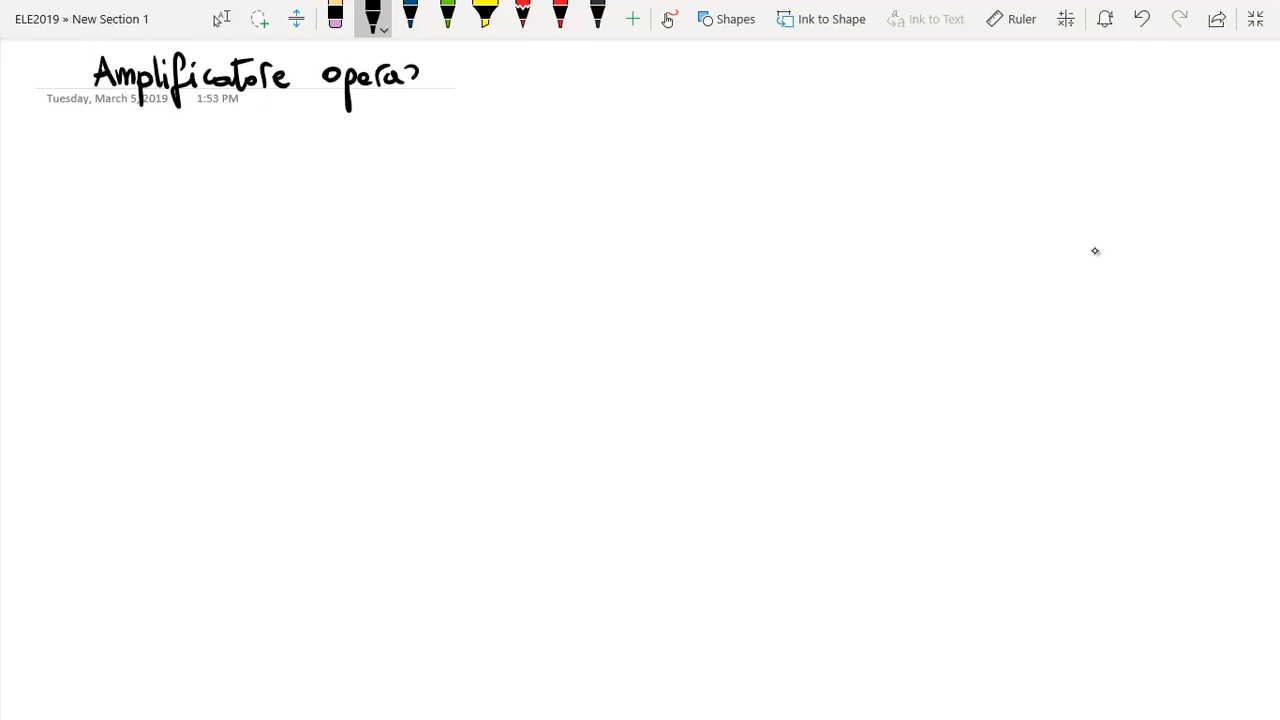 ELE2019 » New Section 1
Shapes
Ink to Shape
Ink to Text
Ruler
Amplificatore opera
Tuesday, March 5, 2019 1:53 PM